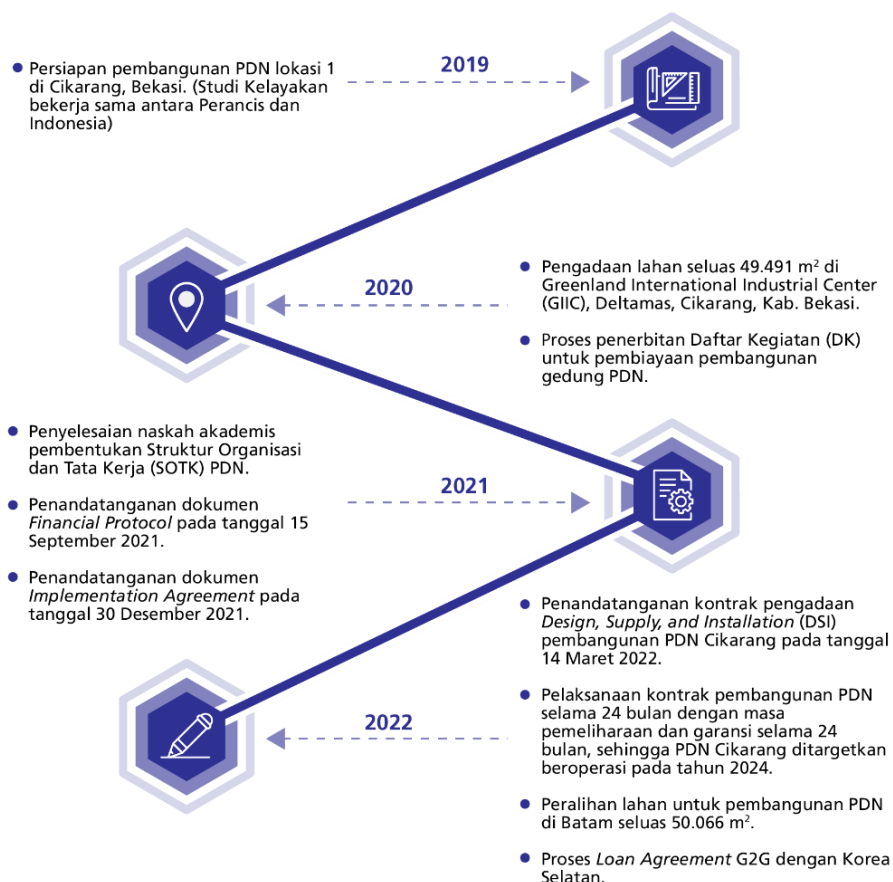 2019
Persiapan pembangunan PDN lokasi 1
di Cikarang, Bekasi. (Studi Kelayakan
bekerja sama antara Perancis dan
Indonesia)
2020
Pengadaan lahan seluas 49.491 m² di
Greenland International Industrial Center
(GIIC), Deltamas, Cikarang, Kab. Bekasi.
Proses penerbitan Daftar Kegiatan (DK)
untuk pembiayaan pembangunan
gedung PDN.
2021
Penyelesaian naskah akademis
pembentukan Struktur Organisasi
dan Tata Kerja (SOTK) PDN.
Penandatanganan dokumen
Financial Protocol pada tanggal 15
September 2021.
Penandatanganan dokumen
Implementation Agreement pada
tanggal 30 Desember 2021.
2022
Penandatanganan kontrak pengadaan
Design, Supply, and Installation (DSI)
pembangunan PDN Cikarang pada tanggal
14 Maret 2022.
Pelaksanaan kontrak pembangunan PDN
selama 24 bulan dengan masa
pemeliharaan dan garansi selama 24
bulan, sehingga PDN Cikarang ditargetkan
beroperasi pada tahun 2024.
Peralihan lahan untuk pembangunan PDN
di Batam seluas 50.066 m².
Proses Loan Agreement G2G dengan Korea
Selatan.